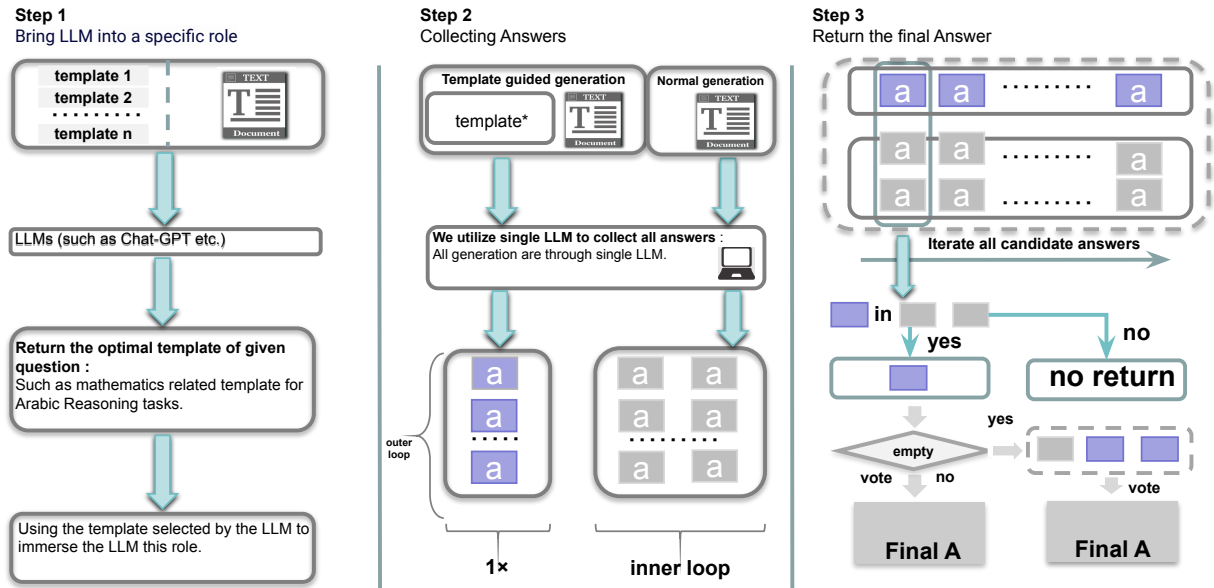 Step 1
Bring LLM into a specific role
template 1
template 2
..........
template n
TEXT
T
Document
LLMs (such as Chat-GPT etc.)
Return the optimal template of given
question :
Such as mathematics related template for
Arabic Reasoning tasks.
Using the template selected by the LLM to
immerse the LLM this role.
Step 2
Collecting Answers
Template guided generation
template*
TEXT
T
Document
Normal generation
TEXT
T
Document
We utilize single LLM to collect all answers :
All generation are through single LLM.
outer
loop
a
a
.....
a
a a
a a
.........
a a
1×
inner loop
Step 3
Return the final Answer
a a ......... a
a a ......... a
a a ......... a
Iterate all candidate answers
in
yes
no
no return
empty
yes
vote no
vote
Final A
Final A